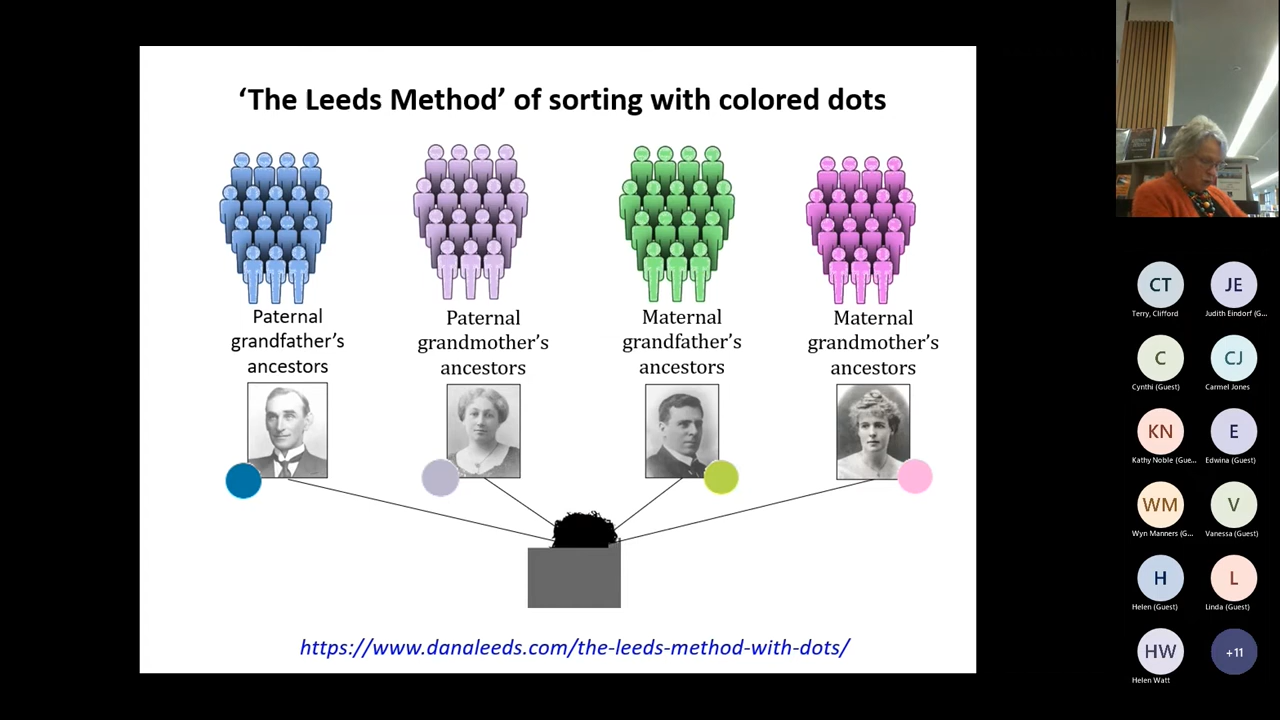 ‘The Leeds Method’ of sorting with colored dots
Paternal
grandfather’s
ancestors
Paternal
grandmother’s
ancestors
Maternal
grandfather’s
ancestors
Maternal
grandmother’s
ancestors
https://www.danaleeds.com/the-leeds-method-with-dots/
CT
Terry, Clifford
JE
Judith Eindorf (G...
C
Cynthi (Guest)
CJ
Carmel Jones
KN
Kathy Noble (Gue...
E
Edwina (Guest)
WM
Wyn Manners (G...
V
Vanessa (Guest)
H
Helen (Guest)
L
Linda (Guest)
HW
Helen Watt
+11